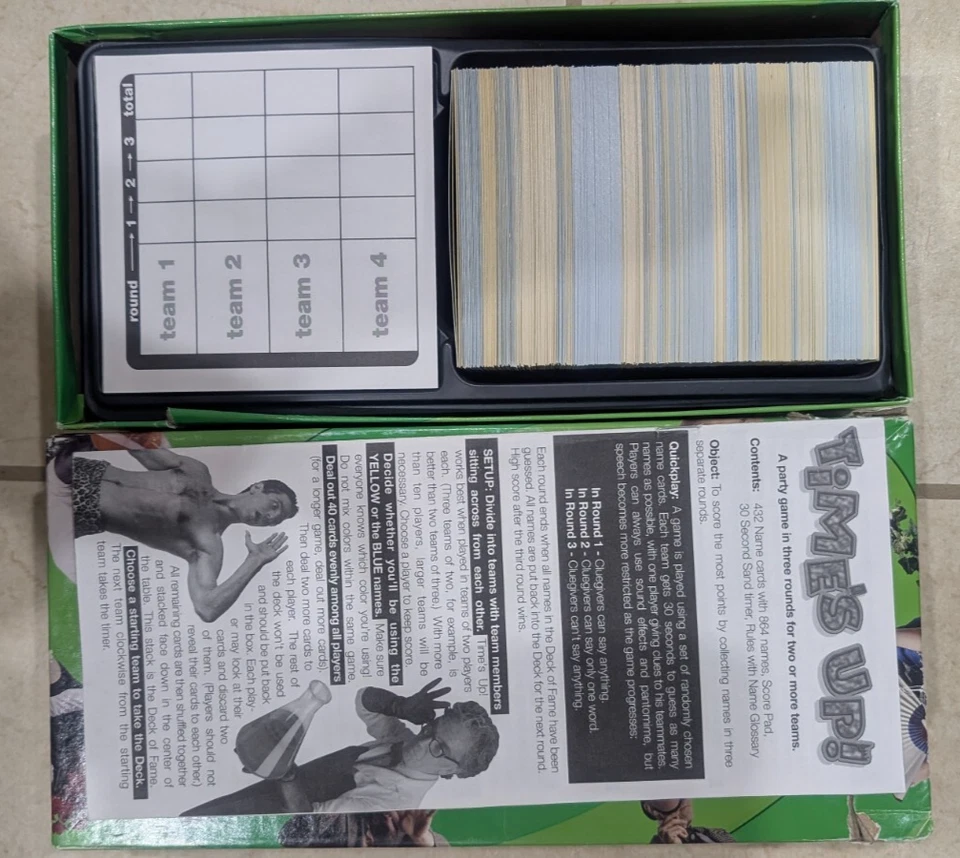 round 1 2 3 total
team 1
team 2
team 3
team 4
TIME'S UP!
A party game in three rounds for two or more teams.
Contents: 432 Name cards with 864 names, Score Pad,
30 Second Sand timer, Rules with Name Glossary
Object: To score the most points by collecting names in three
separate rounds.
Quickplay: A game is played using a set of randomly chosen
name cards. Each team gets 30 seconds to guess as many
names as possible, with one player giving clues to his teammates.
Players can always use sound effects and pantomime, but
speech becomes more restricted as the game progresses:
In Round 1 - Cluegivers can say anything.
In Round 2 - Cluegivers can say only one word.
In Round 3 - Cluegivers can't say anything.
Each round ends when all names in the Deck of Fame have been
guessed. All names are put back into the Deck for the next round.
High score after the third round wins.
SETUP: Divide into teams with team members
sitting across from each other. Time's Up!
works best when played in teams of two players
each. (Three teams of two, for example, is
better than two teams of three.) With more
than ten players, larger teams will be
necessary. Choose a player to keep score.
Decide whether you'll be using the
YELLOW or the BLUE names. Make sure
everyone knows which color you're using!
Do not mix colors within the same game.
Deal out 40 cards evenly among all players
(for a longer game, deal out more cards).
Then deal two more cards to
each player. The rest of
the deck won't be used
and should be put back
in the box. Each play-
er may look at their
cards and discard two
of them. (Players should not
reveal their cards to each other.)
All remaining cards are then shuffled together
and stacked face down in the center of
the table. This stack is the Deck of Fame.
Choose a starting team to take the Deck.
The next team clockwise from the starting
team takes the timer.